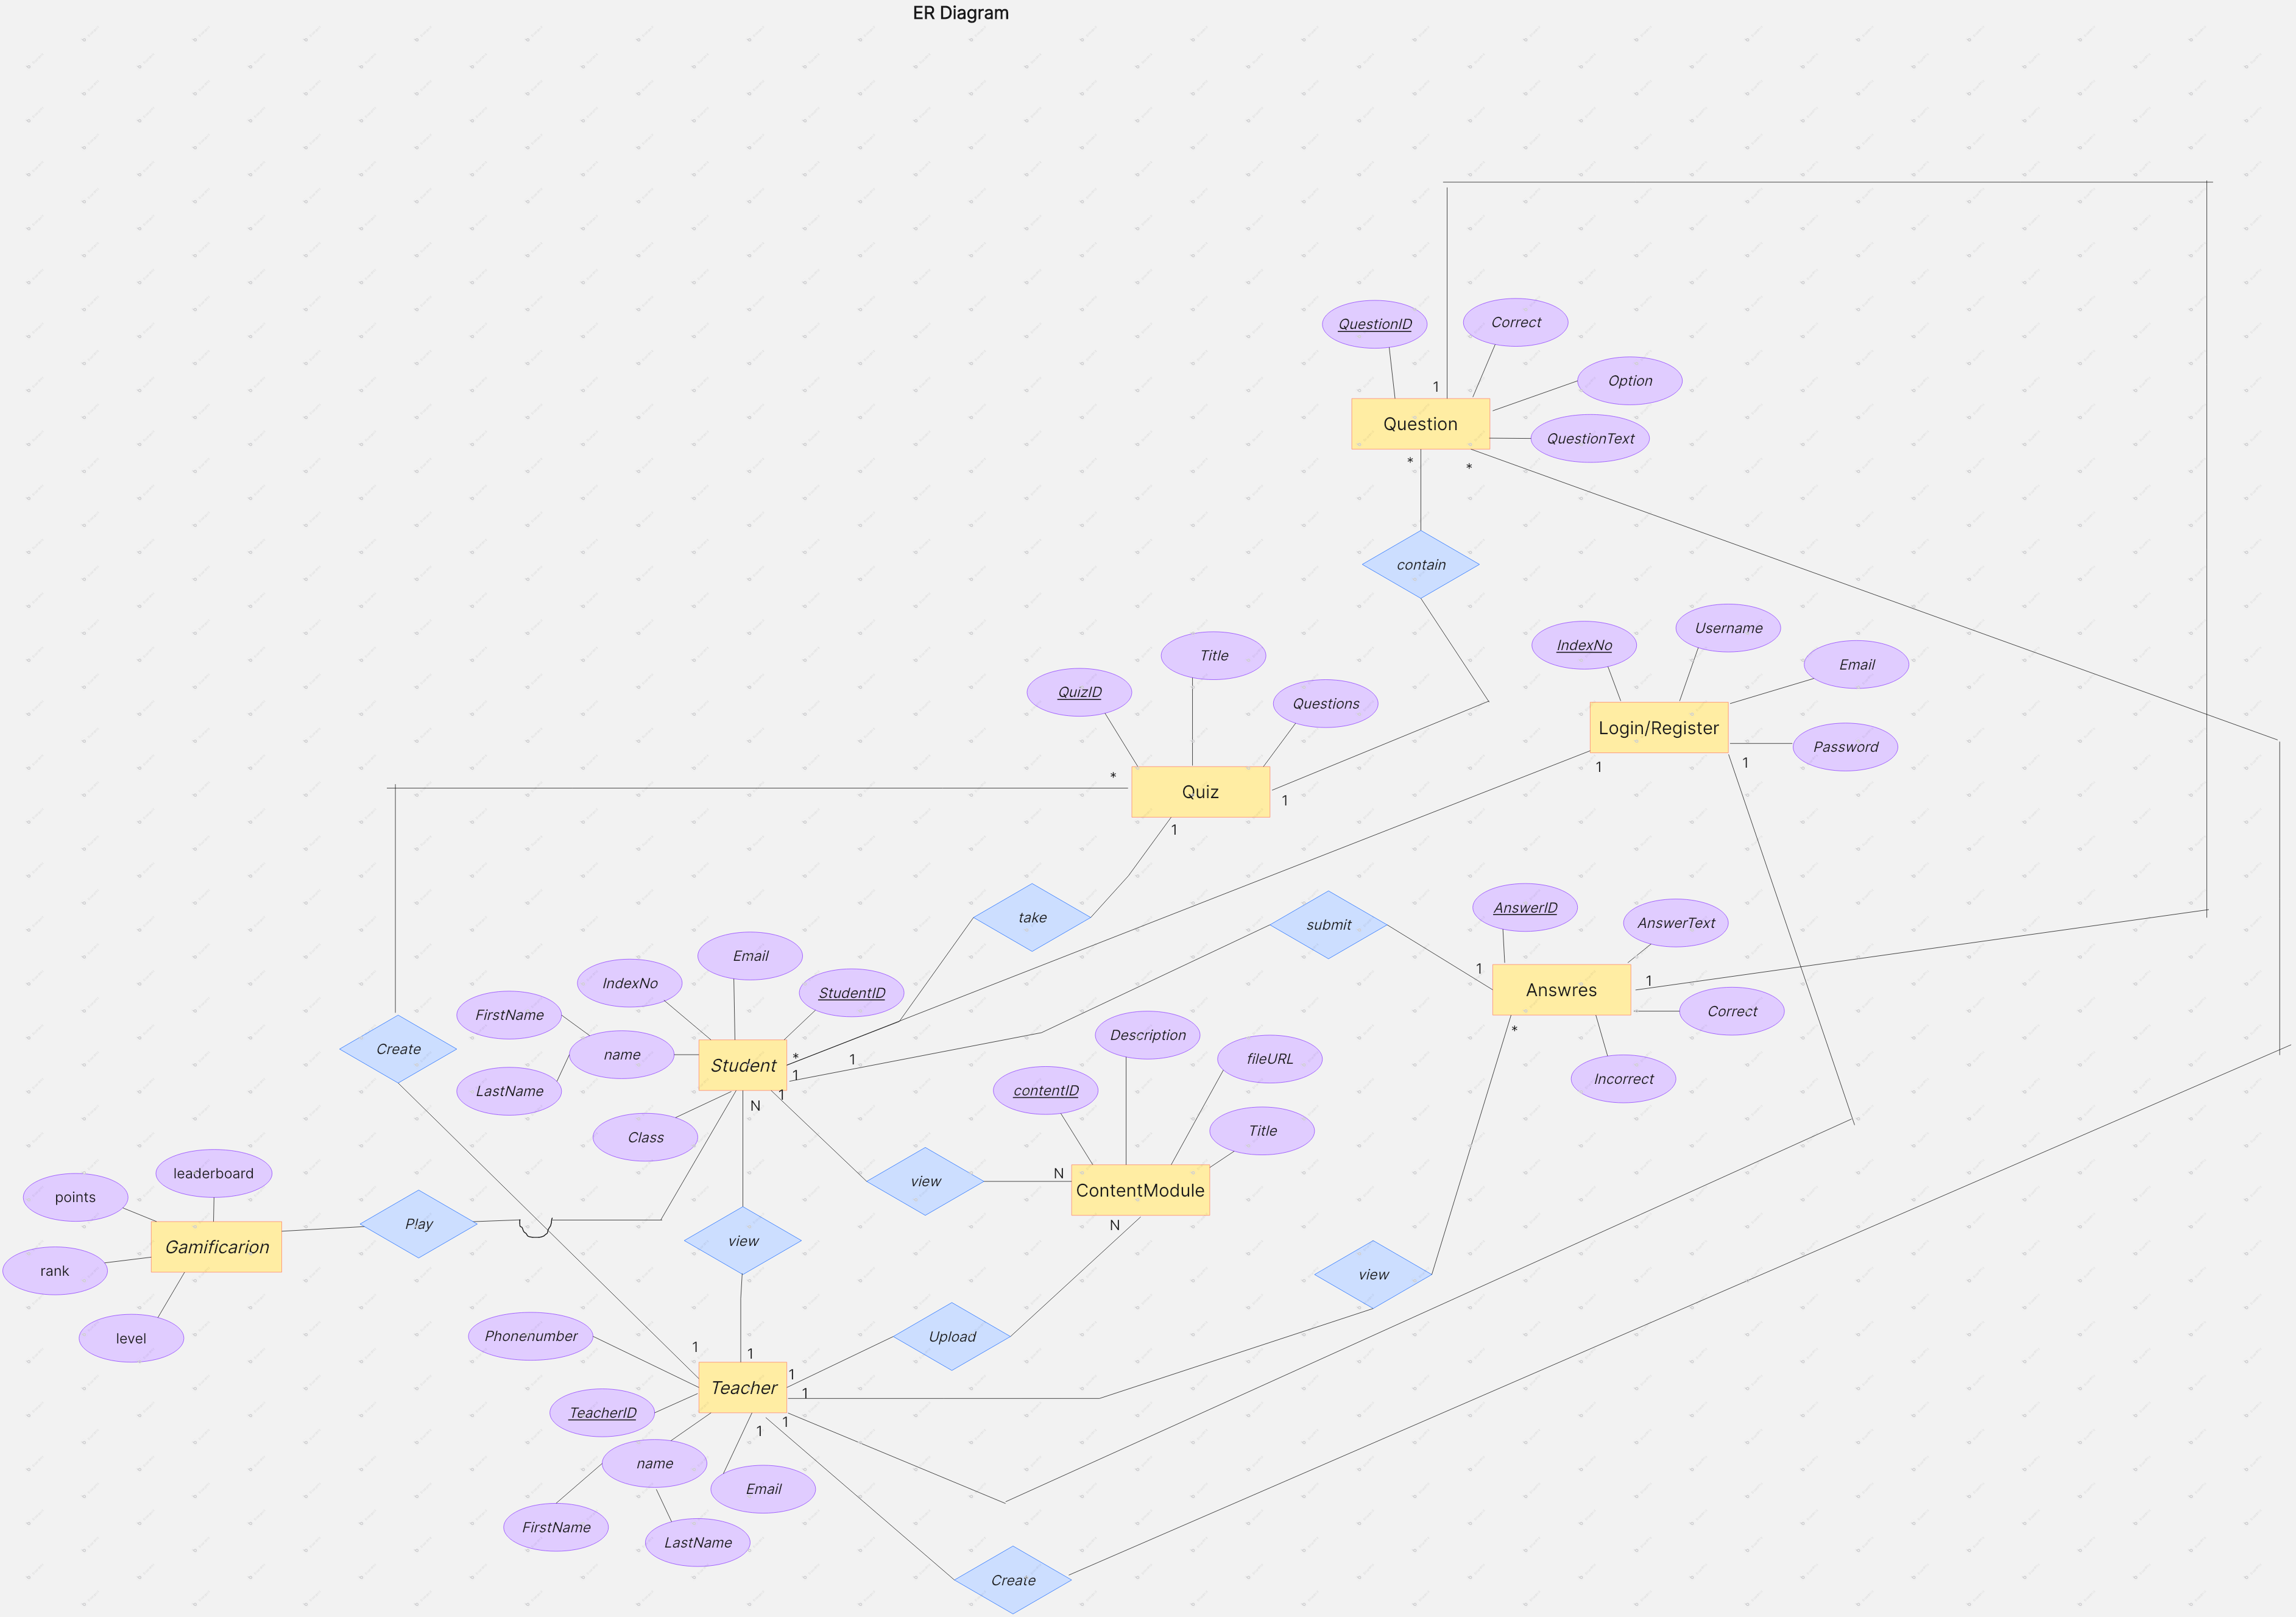 ER Diagram
QuestionID
Correct
Option
QuestionText
1
Question
*
*
contain
IndexNo
Username
Email
Password
Login/Register
1
1
QuizID
Title
Questions
*
Quiz
1
1
take
submit
AnswerID
AnswerText
Correct
Incorrect
1
Answres
1
*
Email
IndexNo
StudentID
FirstName
name
LastName
Student
*
1
1
1
N
Class
Create
Description
fileURL
contentID
Title
N
ContentModule
N
view
leaderboard
points
Play
Gamificarion
rank
level
view
view
Upload
Phonenumber
1
1
1
1
Teacher
TeacherID
1
1
name
Email
FirstName
LastName
Create